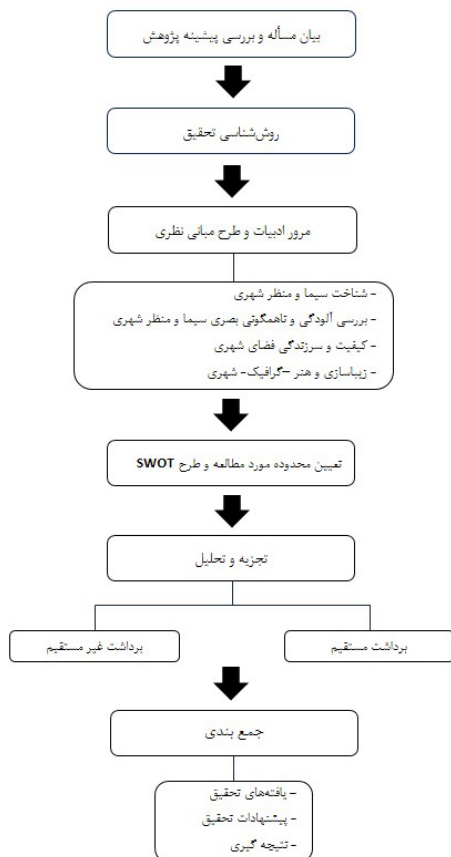 بیان مسأله و بررسی پیشینه پژوهش
روش‌شناسی تحقیق
مرور ادبیات و طرح مبانی نظری
- شناخت سیما و منظر شهری
- بررسی آلودگی و ناهمگونی بصری سیما و منظر شهری
- کیفیت و سرزندگی فضای شهری
- زیباسازی و هنر –گرافیک- شهری
تعیین محدوده مورد مطالعه و طرح SWOT
تجزیه و تحلیل
برداشت مستقیم
برداشت غیر مستقیم
جمع بندی
- یافته‌های تحقیق
- پیشنهادات تحقیق
- نتیجه گیری